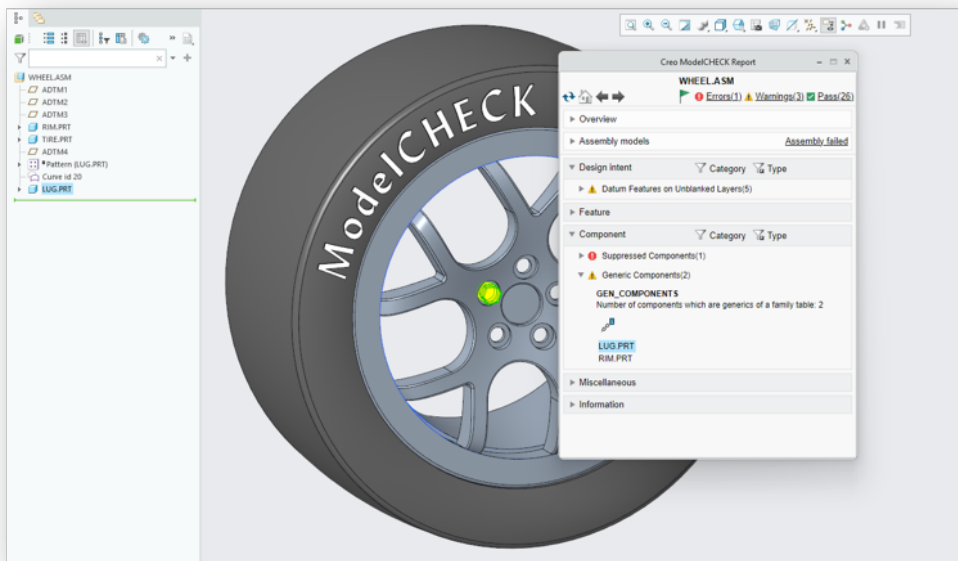 WHEEL.ASM
ADTM1
ADTM2
ADTM3
RIM.PRT
TIRE.PRT
ADTM4
Pattern (LUG.PRT)
Curve id 20
LUG.PRT
ModelCHECK
Creo ModelCHECK Report
WHEEL.ASM
Errors(1) Warnings(3) Pass(26)
Overview
Assembly models Assembly failed
Design intent Category Type
Datum Features on Unblanked Layers(5)
Feature
Component Category Type
Suppressed Components(1)
Generic Components(2)
GEN_COMPONENTS
Number of components which are generics of a family table: 2
LUG.PRT
RIM.PRT
Miscellaneous
Information